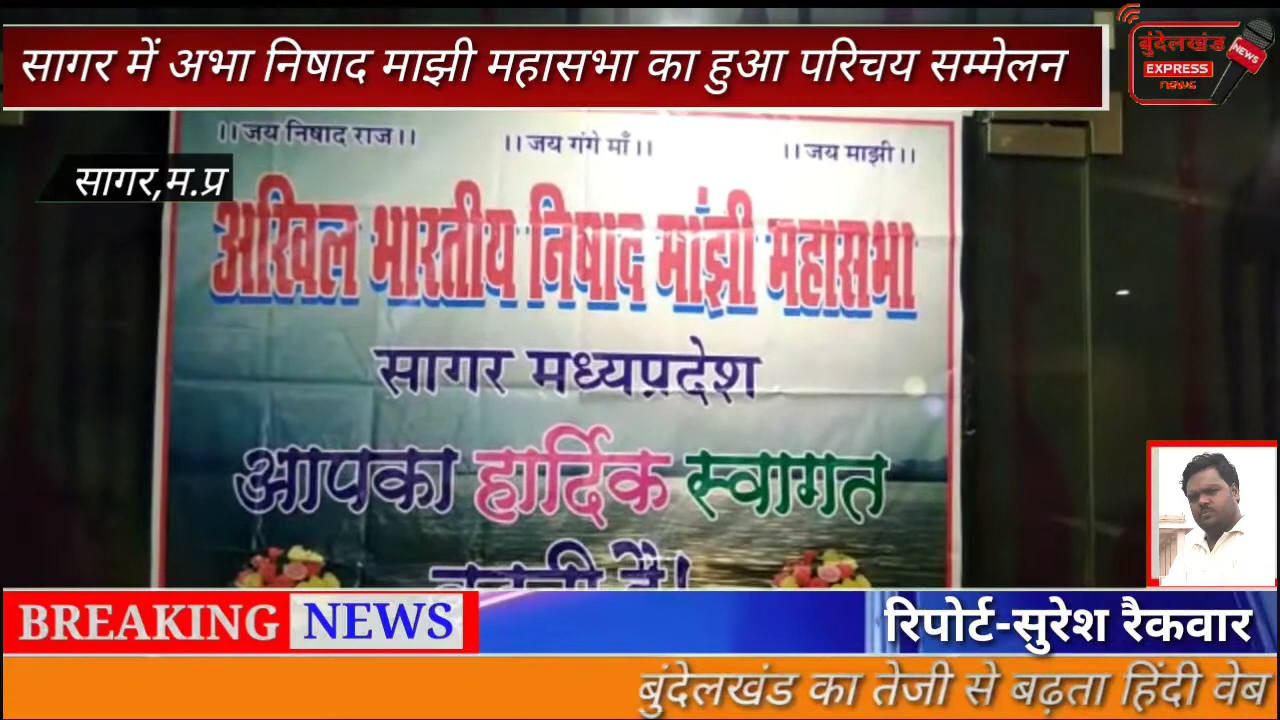 सागर में अभा निषाद माझी महासभा का हुआ परिचय सम्मेलन
बुंदेलखंड
EXPRESS
news
NEWS
।।जय निषाद राज।। ।।जय गंगे माँ।। ।।जय माझी।।
सागर,म.प्र
अखिल भारतीय निषाद मांझी महासभा
सागर मध्यप्रदेश
आपका हार्दिक स्वागत
है।
BREAKING NEWS
रिपोर्ट-सुरेश रैकवार
बुंदेलखंड का तेजी से बढ़ता हिंदी वेब